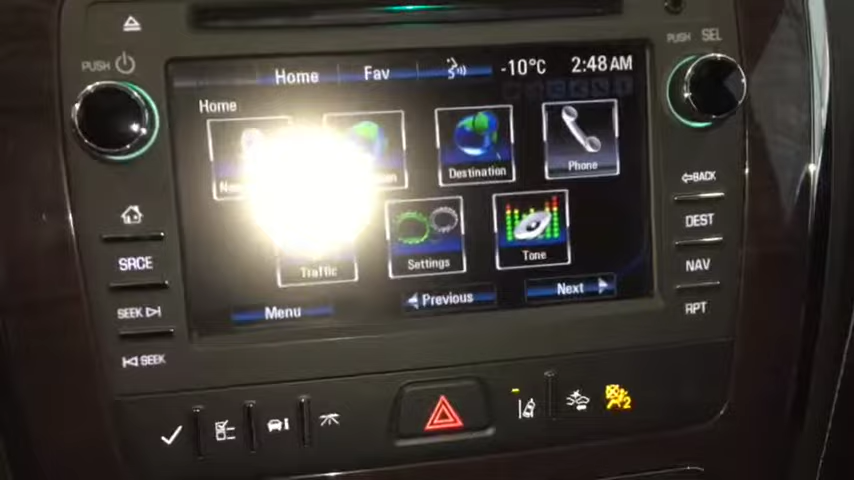 PUSH
PUSH SEL
Home Fav -10°C 2:48 AM
Home
Destination
Phone
Traffic
Settings
Tone
Menu
Previous
Next
SRCE
SEEK
SEEK
BACK
DEST
NAV
RPT
2